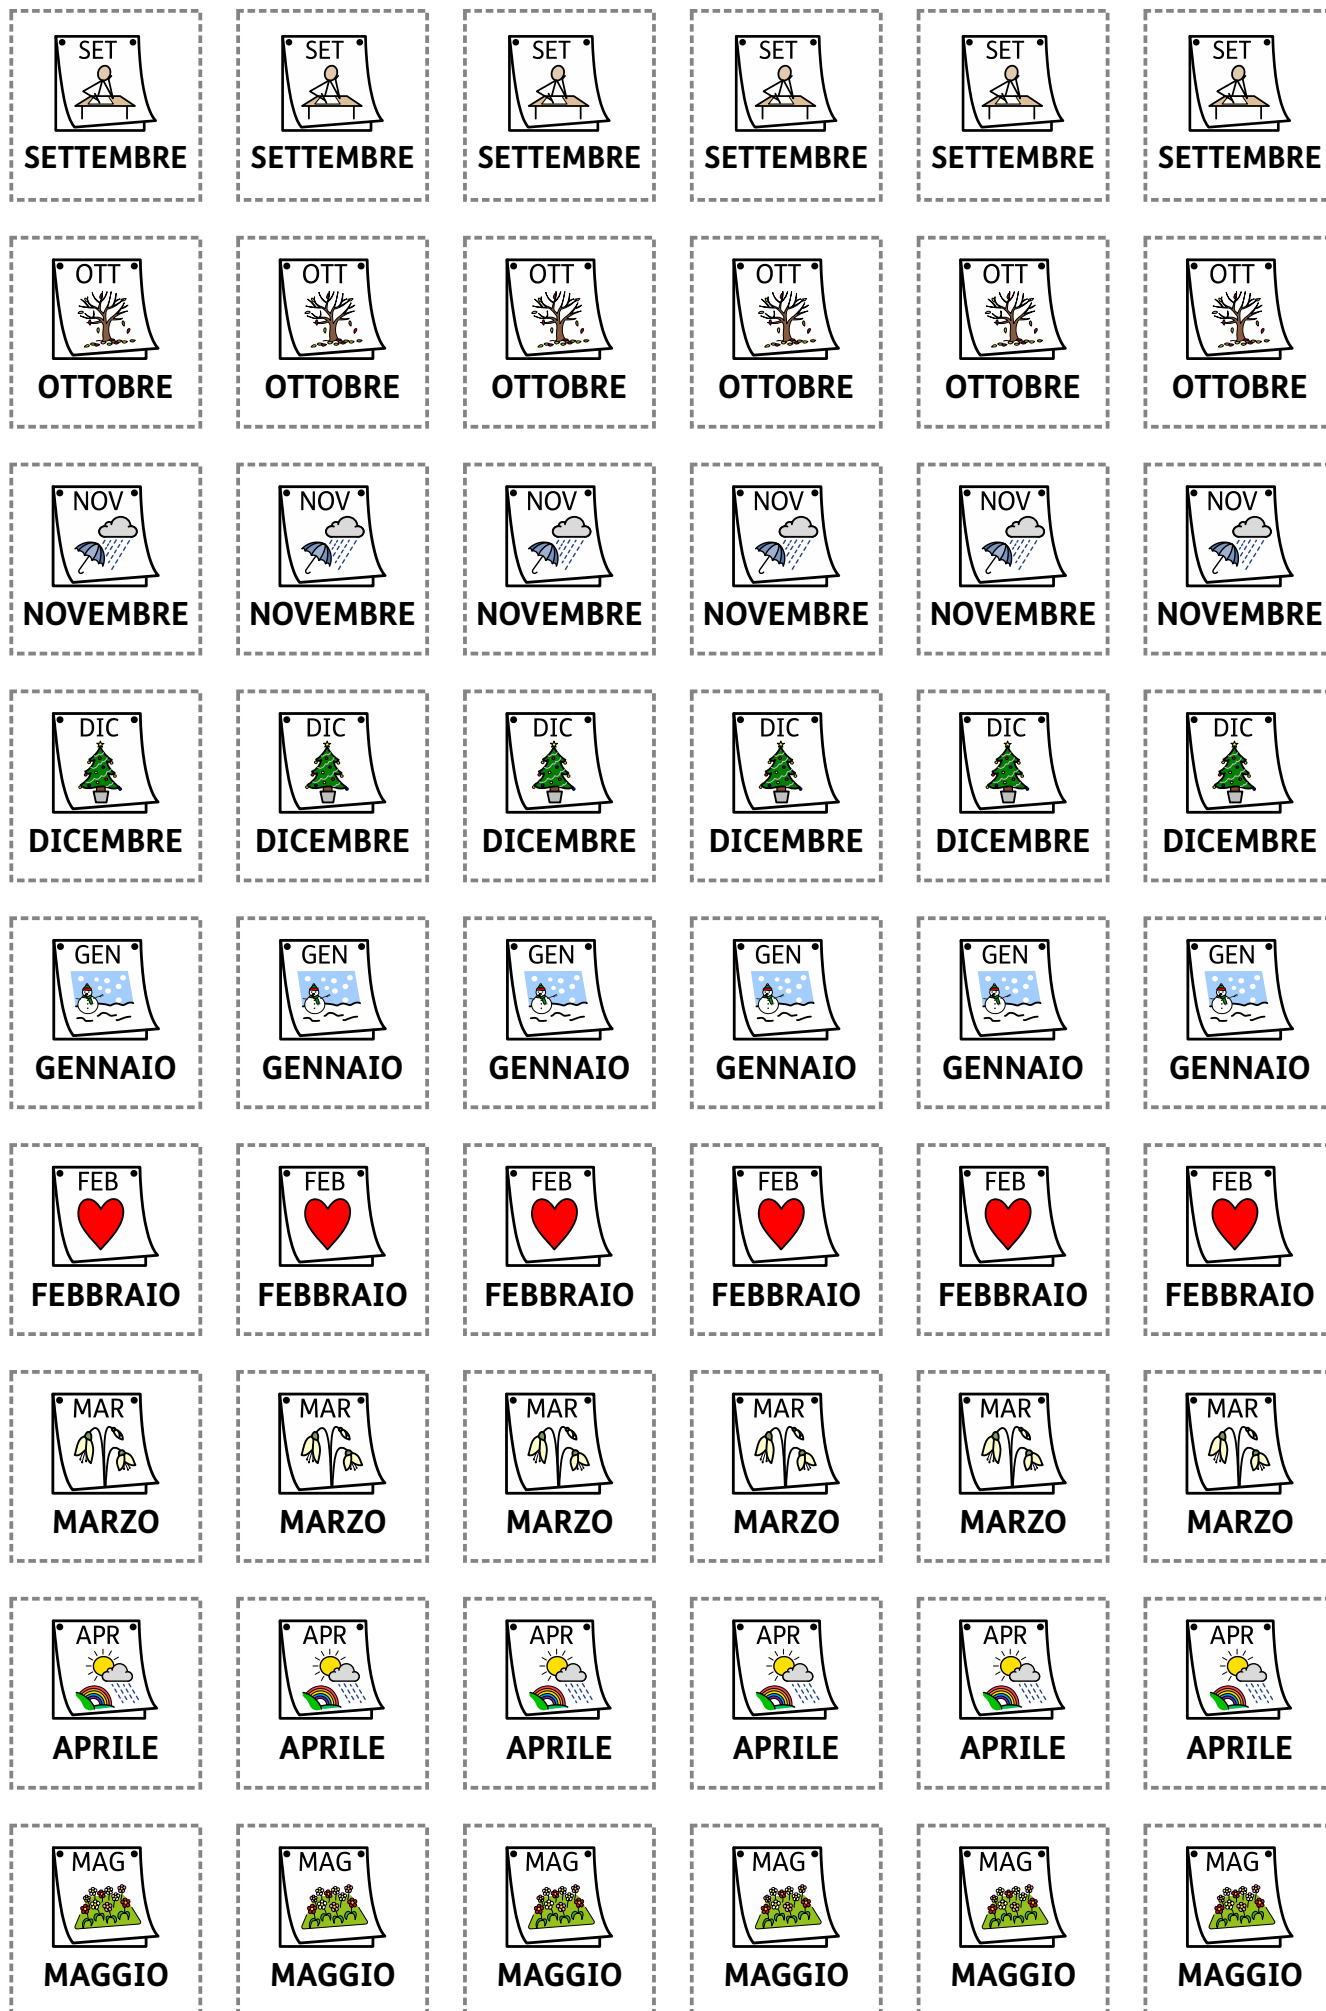 SET SET SET SET SET SET
SETTEMBRE SETTEMBRE SETTEMBRE SETTEMBRE SETTEMBRE SETTEMBRE
OTT OTT OTT OTT OTT OTT
OTTOBRE OTTOBRE OTTOBRE OTTOBRE OTTOBRE OTTOBRE
NOV NOV NOV NOV NOV NOV
NOVEMBRE NOVEMBRE NOVEMBRE NOVEMBRE NOVEMBRE NOVEMBRE
DIC DIC DIC DIC DIC DIC
DICEMBRE DICEMBRE DICEMBRE DICEMBRE DICEMBRE DICEMBRE
GEN GEN GEN GEN GEN GEN
GENNAIO GENNAIO GENNAIO GENNAIO GENNAIO GENNAIO
FEB FEB FEB FEB FEB FEB
FEBBRAIO FEBBRAIO FEBBRAIO FEBBRAIO FEBBRAIO FEBBRAIO
MAR MAR MAR MAR MAR MAR
MARZO MARZO MARZO MARZO MARZO MARZO
APR APR APR APR APR APR
APRILE APRILE APRILE APRILE APRILE APRILE
MAG MAG MAG MAG MAG MAG
MAGGIO MAGGIO MAGGIO MAGGIO MAGGIO MAGGIO